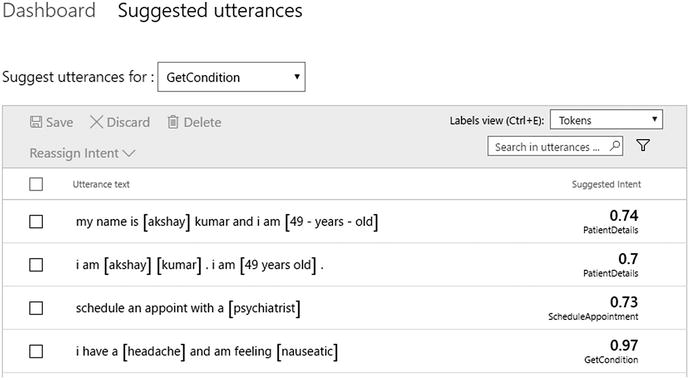 Dashboard Suggested utterances
Suggest utterances for : GetCondition
Save Discard Delete Labels view (Ctrl+E): Tokens
Reassign Intent Search in utterances ...
Utterance text Suggested Intent
my name is [akshay] kumar and i am [49 - years - old] 0.74
PatientDetails
i am [akshay] [kumar] . i am [49 years old] . 0.7
PatientDetails
schedule an appoint with a [psychiatrist] 0.73
ScheduleAppointment
i have a [headache] and am feeling [nauseatic] 0.97
GetCondition